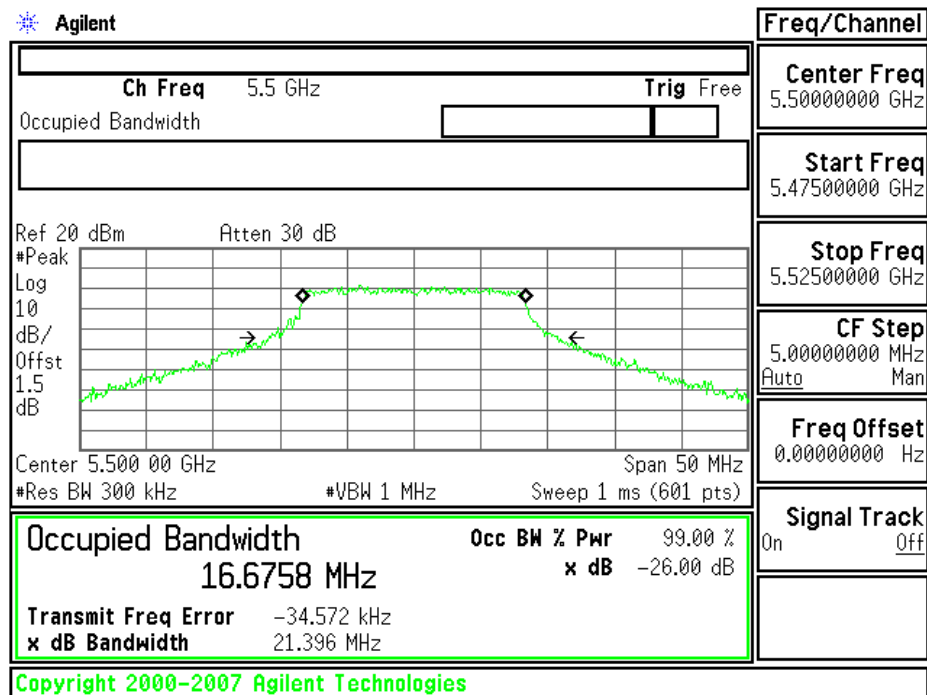 Agilent
Freq/Channel
Ch Freq 5.5 GHz Trig Free
Occupied Bandwidth
Center Freq
5.50000000 GHz
Start Freq
5.47500000 GHz
Stop Freq
5.52500000 GHz
CF Step
5.00000000 MHz
Auto Man
Freq Offset
0.00000000 Hz
Signal Track
On Off
Ref 20 dBm Atten 30 dB
#Peak
Log
10
dB/
Offst
1.5
dB
Center 5.500 00 GHz Span 50 MHz
#Res BW 300 kHz #VBW 1 MHz Sweep 1 ms (601 pts)
Occupied Bandwidth
16.6758 MHz
Occ BW % Pwr 99.00 %
x dB -26.00 dB
Transmit Freq Error -34.572 kHz
x dB Bandwidth 21.396 MHz
Copyright 2000-2007 Agilent Technologies